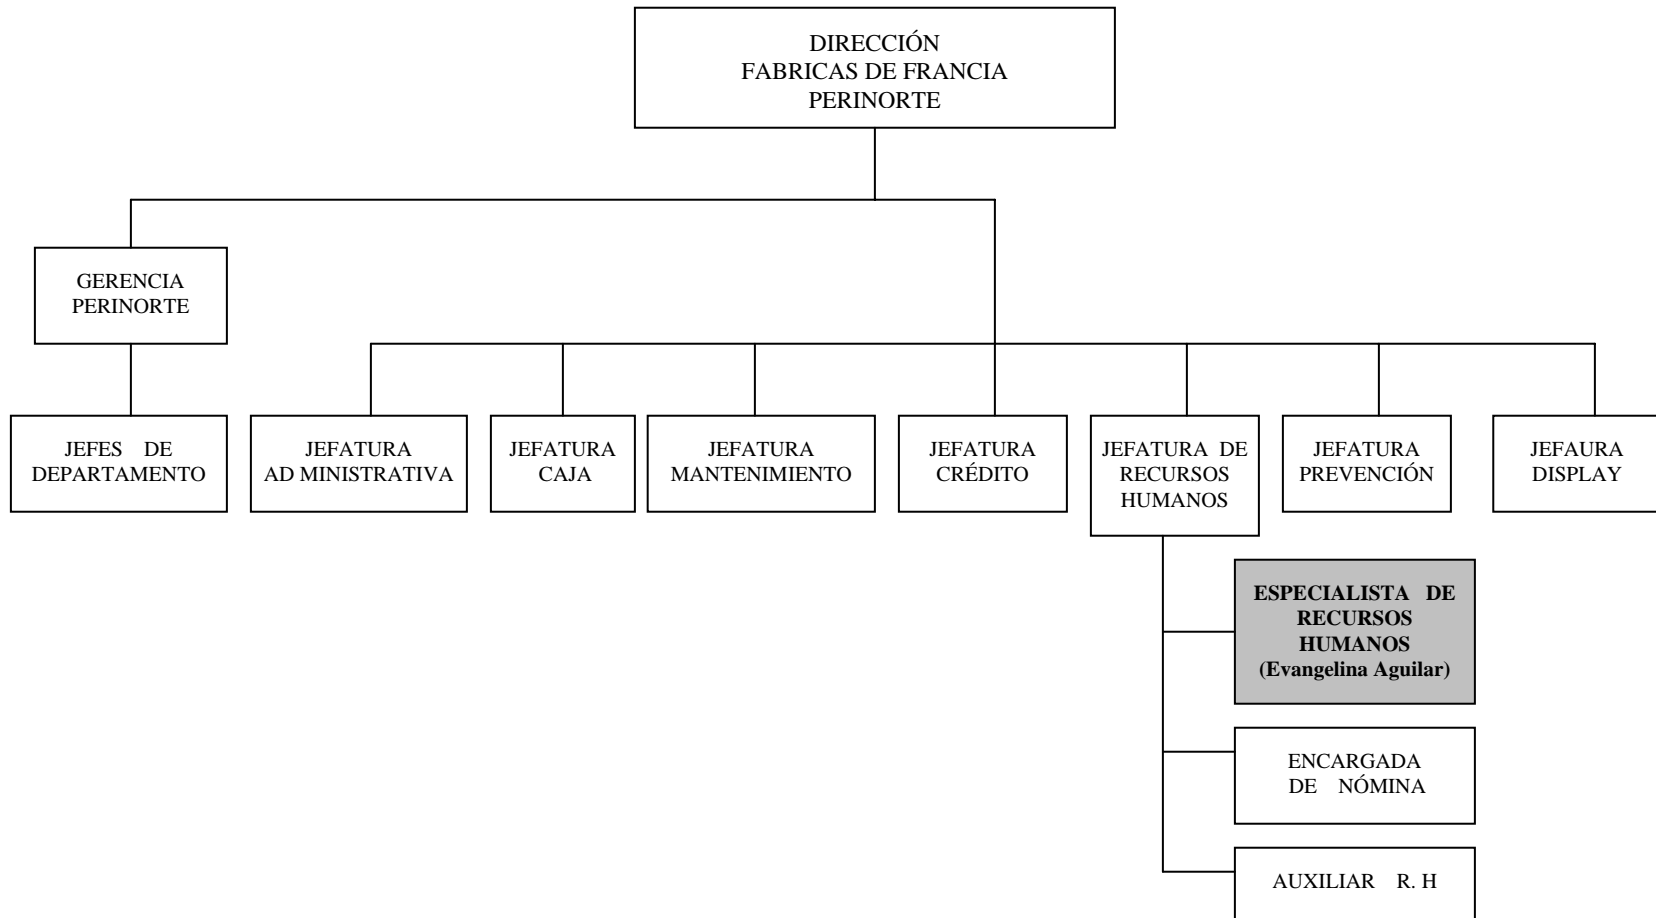 DIRECCIÓN
FABRICAS DE FRANCIA
PERINORTE
GERENCIA
PERINORTE
JEFES DE
DEPARTAMENTO
JEFATURA
AD MINISTRATIVA
JEFATURA
CAJA
JEFATURA
MANTENIMIENTO
JEFATURA
CRÉDITO
JEFATURA DE
RECURSOS
HUMANOS
JEFATURA
PREVENCIÓN
JEFAURA
DISPLAY
ESPECIALISTA DE
RECURSOS
HUMANOS
(Evangelina Aguilar)
ENCARGADA
DE NÓMINA
AUXILIAR R. H